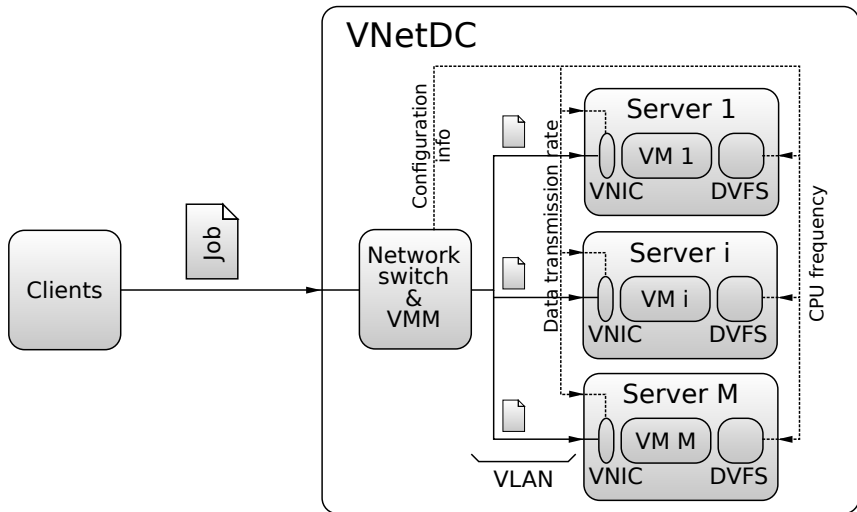 VNetDC
Clients
Job
Network
switch
&
VMM
Configuration
info
Data transmission rate
CPU frequency
Server 1
VM 1
VNIC
DVFS
Server i
VM i
VNIC
DVFS
Server M
VM M
VNIC
DVFS
VLAN